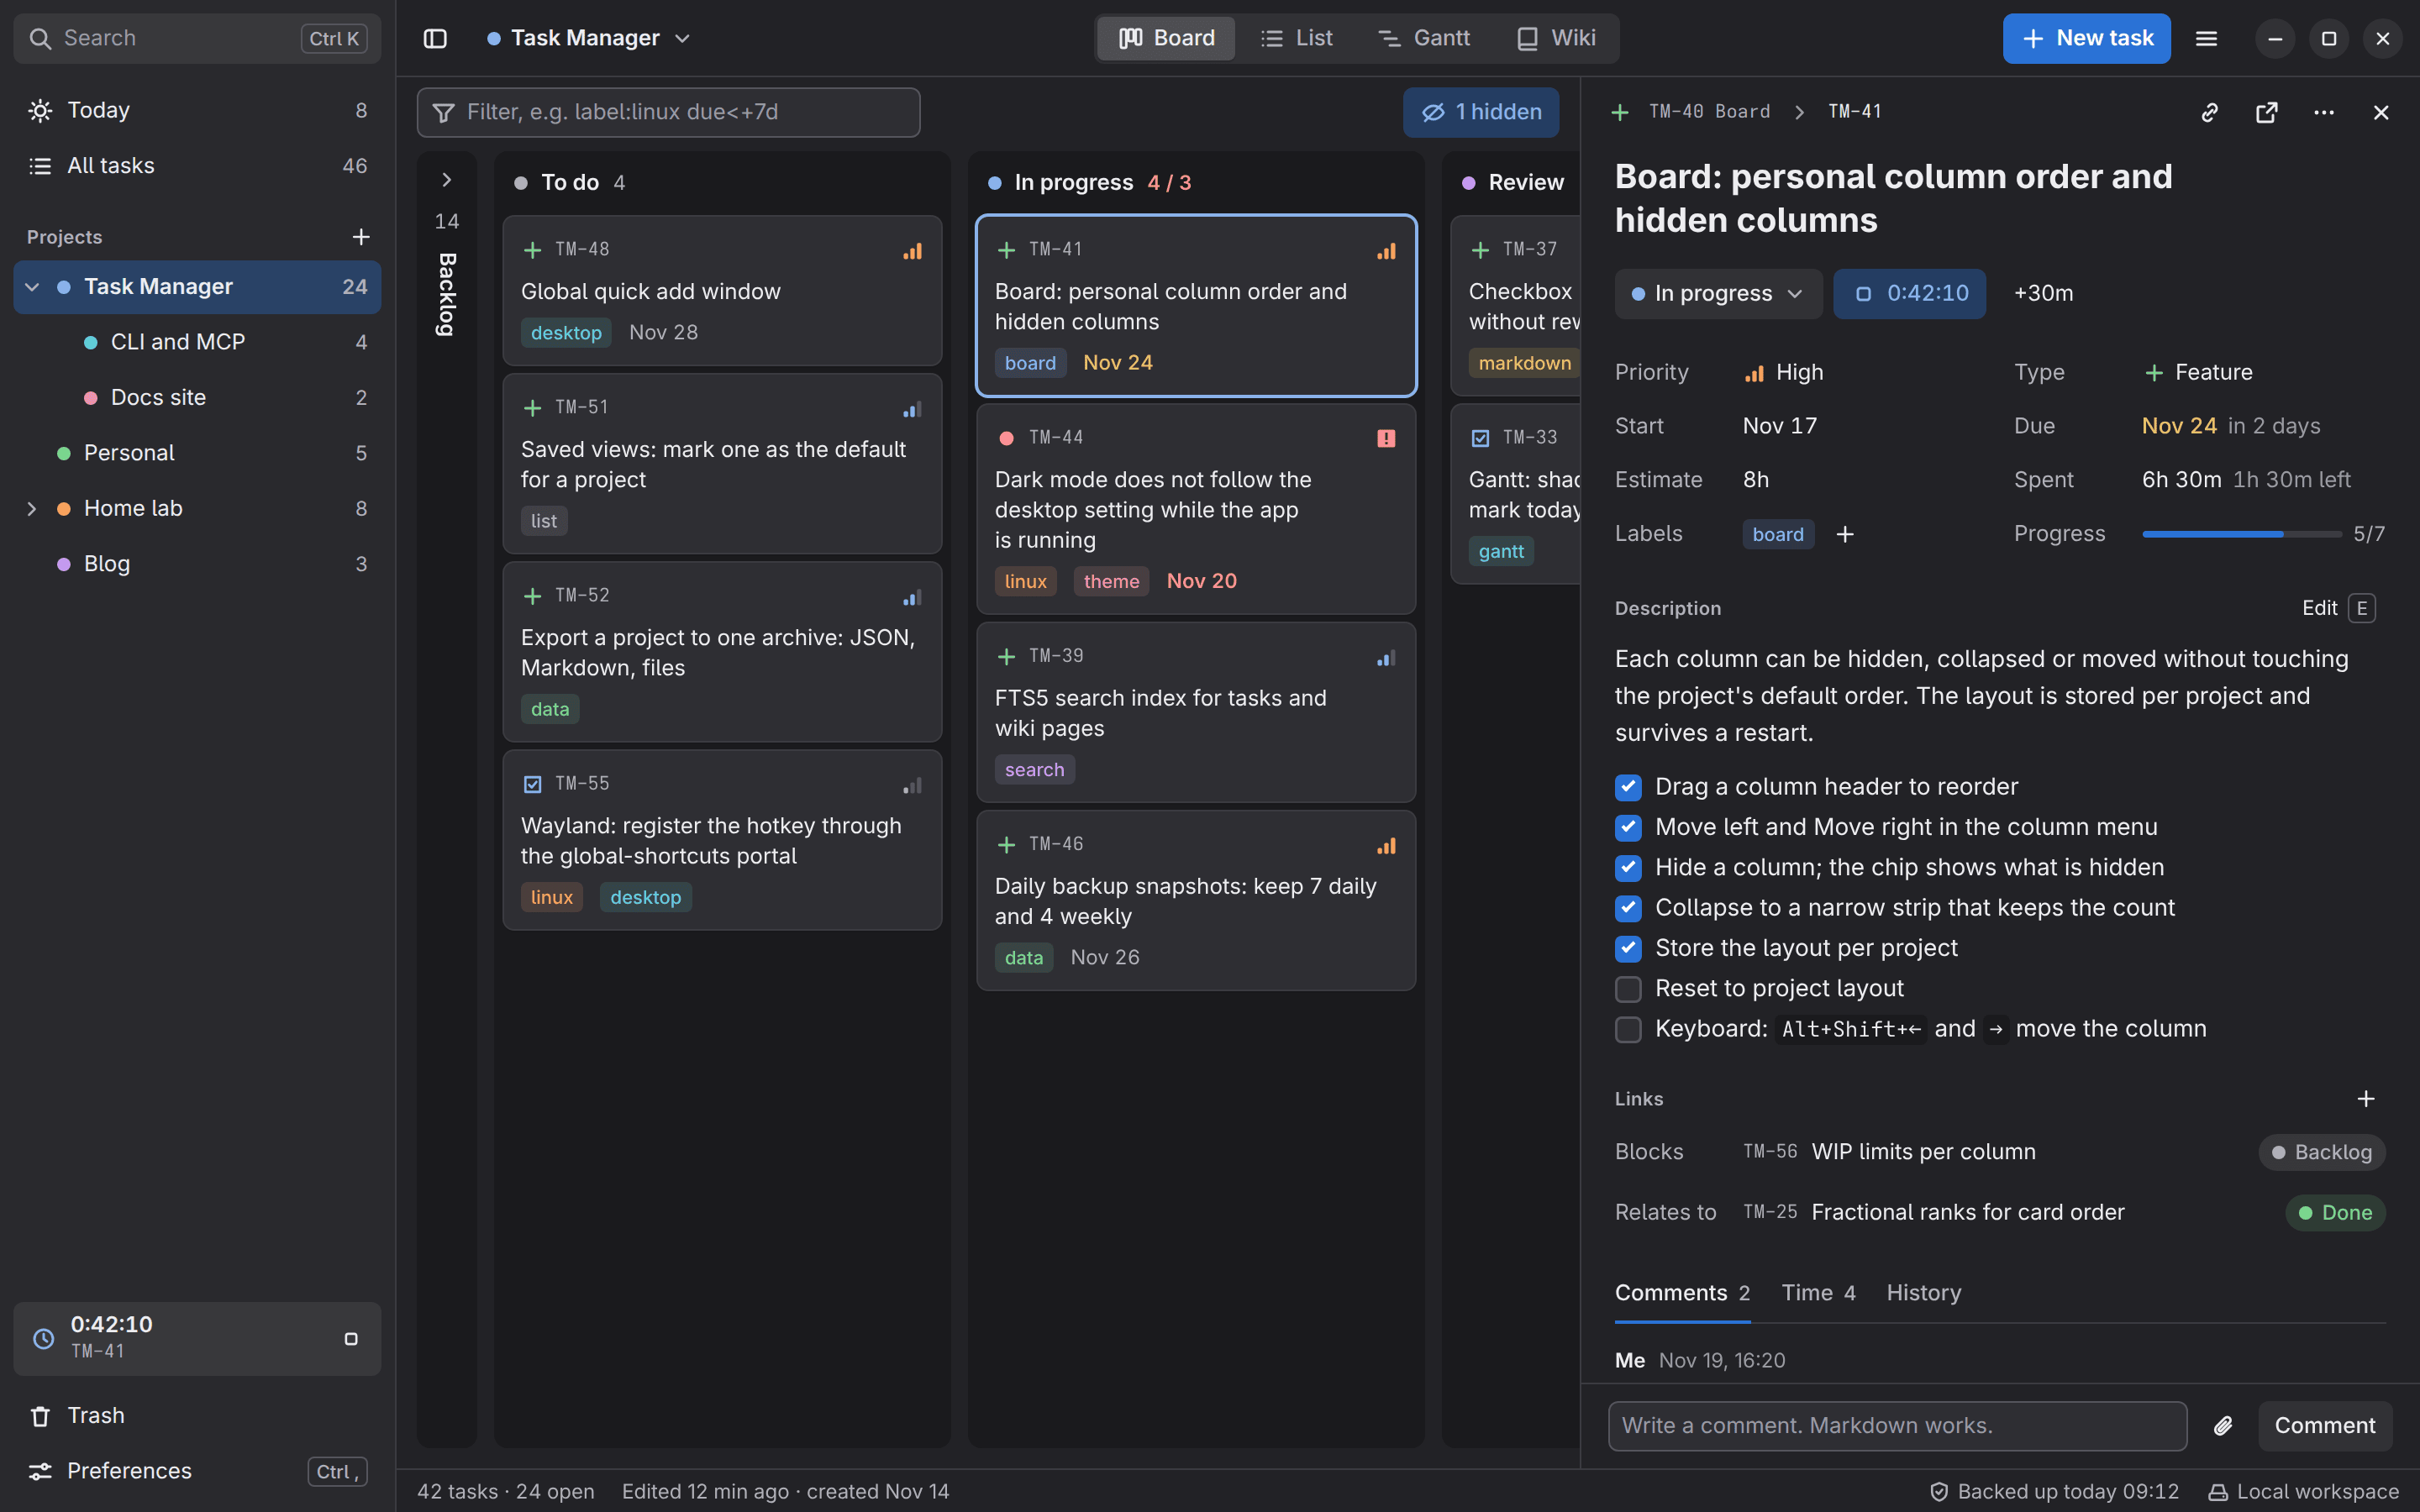 Search Ctrl K
Today 8
All tasks 46
Projects
Task Manager 24
CLI and MCP 4
Docs site 2
Personal 5
Home lab 8
Blog 3
0:42:10
TM-41
Trash
Preferences Ctrl ,
Task Manager
Board List Gantt Wiki
New task
Filter, e.g. label:linux due<+7d
1 hidden
14
Backlog
To do 4
TM-48
Global quick add window
desktop Nov 28
TM-51
Saved views: mark one as the default
for a project
list
TM-52
Export a project to one archive: JSON,
Markdown, files
data
TM-55
Wayland: register the hotkey through
the global-shortcuts portal
linux desktop
In progress 4 / 3
TM-41
Board: personal column order and
hidden columns
board Nov 24
TM-44
Dark mode does not follow the
desktop setting while the app
is running
linux theme Nov 20
TM-39
FTS5 search index for tasks and
wiki pages
search
TM-46
Daily backup snapshots: keep 7 daily
and 4 weekly
data Nov 26
Review
TM-37
Checkbox
without
markdown
TM-33
Gantt:
mark today
gantt
TM-40 Board TM-41
Board: personal column order and
hidden columns
In progress 0:42:10 +30m
Priority High Type Feature
Start Nov 17 Due Nov 24 in 2 days
Estimate 8h Spent 6h 30m 1h 30m left
Labels board Progress 5/7
Description Edit E
Each column can be hidden, collapsed or moved without touching
the project's default order. The layout is stored per project and
survives a restart.
Drag a column header to reorder
Move left and Move right in the column menu
Hide a column; the chip shows what is hidden
Collapse to a narrow strip that keeps the count
Store the layout per project
Reset to project layout
Keyboard: Alt+Shift+← and → move the column
Links
Blocks TM-56 WIP limits per column Backlog
Relates to TM-25 Fractional ranks for card order Done
Comments 2 Time 4 History
Me Nov 19, 16:20
Write a comment. Markdown works. Comment
42 tasks · 24 open Edited 12 min ago · created Nov 14
Backed up today 09:12 Local workspace